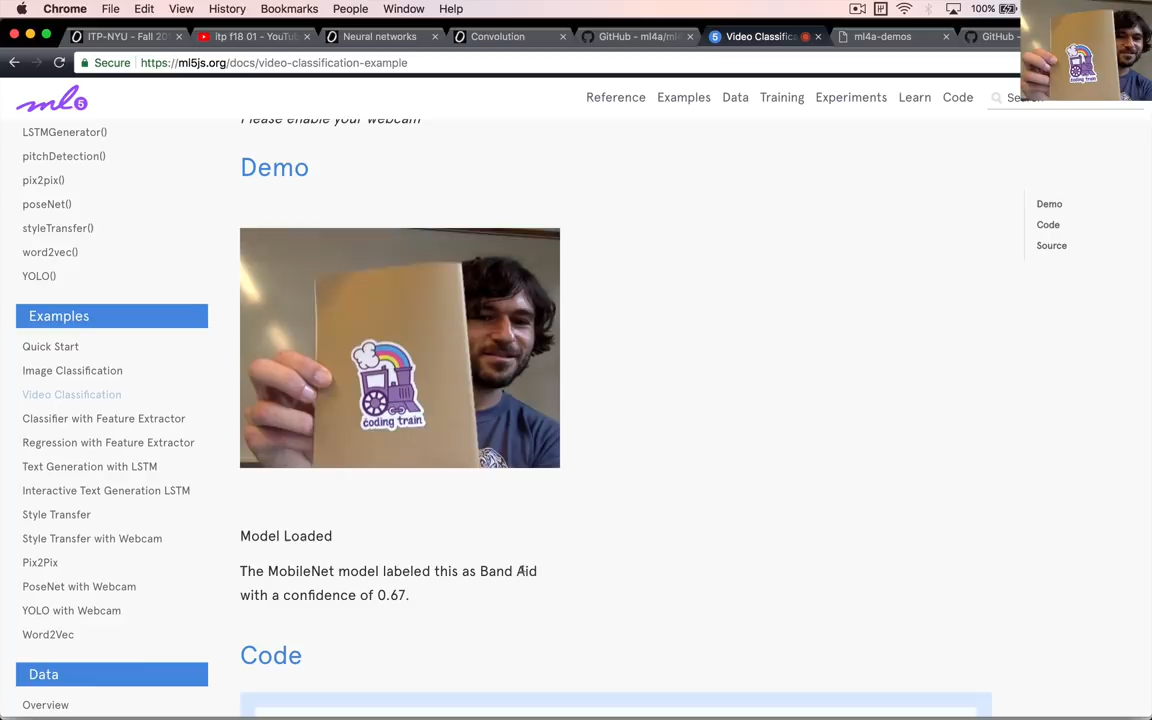 Chrome File Edit View History Bookmarks People Window Help 100%
ITP-NYU - Fall 20
itp f18 01 - YouTu
Neural networks
Convolution
GitHub - ml4a/ml
Video Classific
ml4a-demos
GitHub -
Secure https://ml5js.org/docs/video-classification-example
ml5
Reference Examples Data Training Experiments Learn Code
coding train
LSTMGenerator()
pitchDetection()
pix2pix()
poseNet()
styleTransfer()
word2vec()
YOLO()
Examples
Quick Start
Image Classification
Video Classification
Classifier with Feature Extractor
Regression with Feature Extractor
Text Generation with LSTM
Interactive Text Generation LSTM
Style Transfer
Style Transfer with Webcam
Pix2Pix
PoseNet with Webcam
YOLO with Webcam
Word2Vec
Data
Overview
Please enable your webcam
Demo
coding train
Model Loaded
The MobileNet model labeled this as Band Aid
with a confidence of 0.67.
Code
Demo
Code
Source